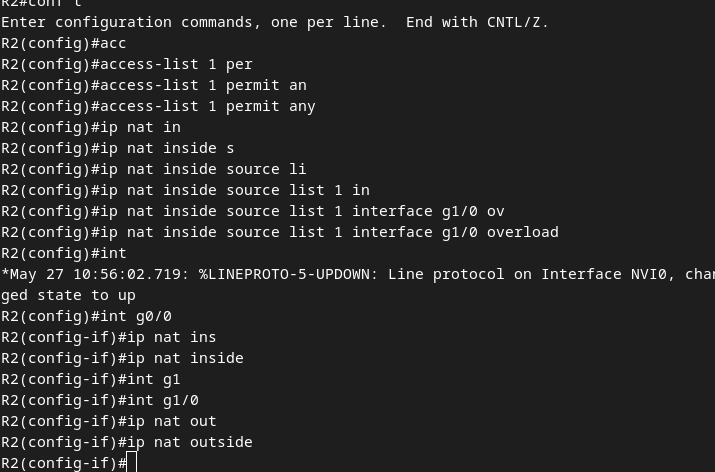 R2#conf t
Enter configuration commands, one per line.  End with CNTL/Z.
R2(config)#acc
R2(config)#access-list 1 per
R2(config)#access-list 1 permit an
R2(config)#access-list 1 permit any
R2(config)#ip nat in
R2(config)#ip nat inside s
R2(config)#ip nat inside source li
R2(config)#ip nat inside source list 1 in
R2(config)#ip nat inside source list 1 interface g1/0 ov
R2(config)#ip nat inside source list 1 interface g1/0 overload
R2(config)#int
*May 27 10:56:02.719: %LINEPROTO-5-UPDOWN: Line protocol on Interface NVI0, chan
ged state to up
R2(config)#int g0/0
R2(config-if)#ip nat ins
R2(config-if)#ip nat inside
R2(config-if)#int g1
R2(config-if)#int g1/0
R2(config-if)#ip nat out
R2(config-if)#ip nat outside
R2(config-if)#